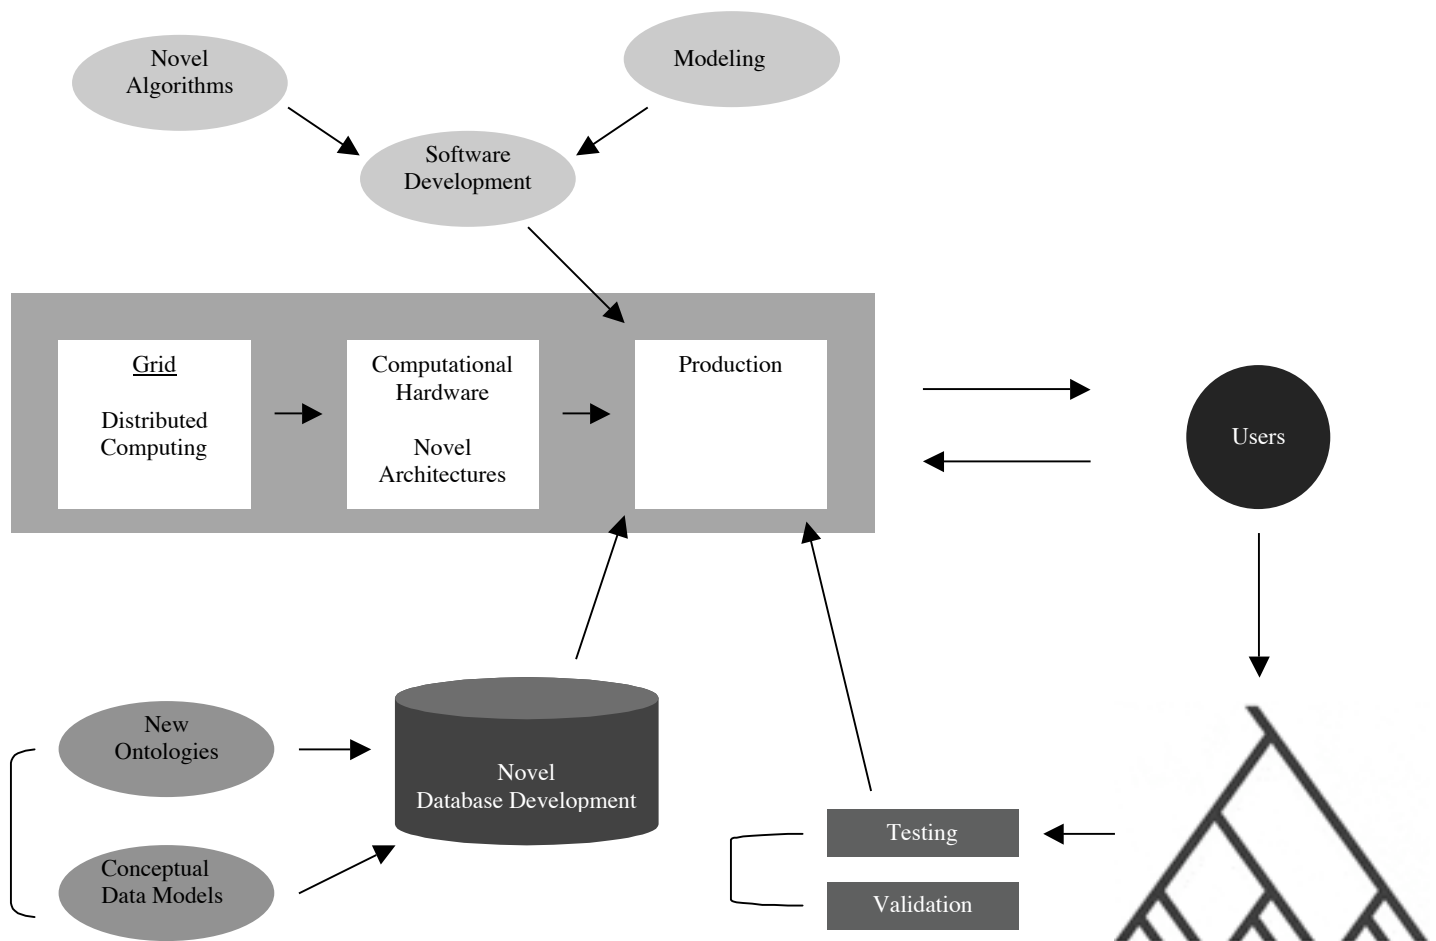 Novel
Algorithms
Modeling
Software
Development
Grid
Distributed
Computing
Computational
Hardware
Novel
Architectures
Production
Users
New
Ontologies
Conceptual
Data Models
Novel
Database Development
Testing
Validation